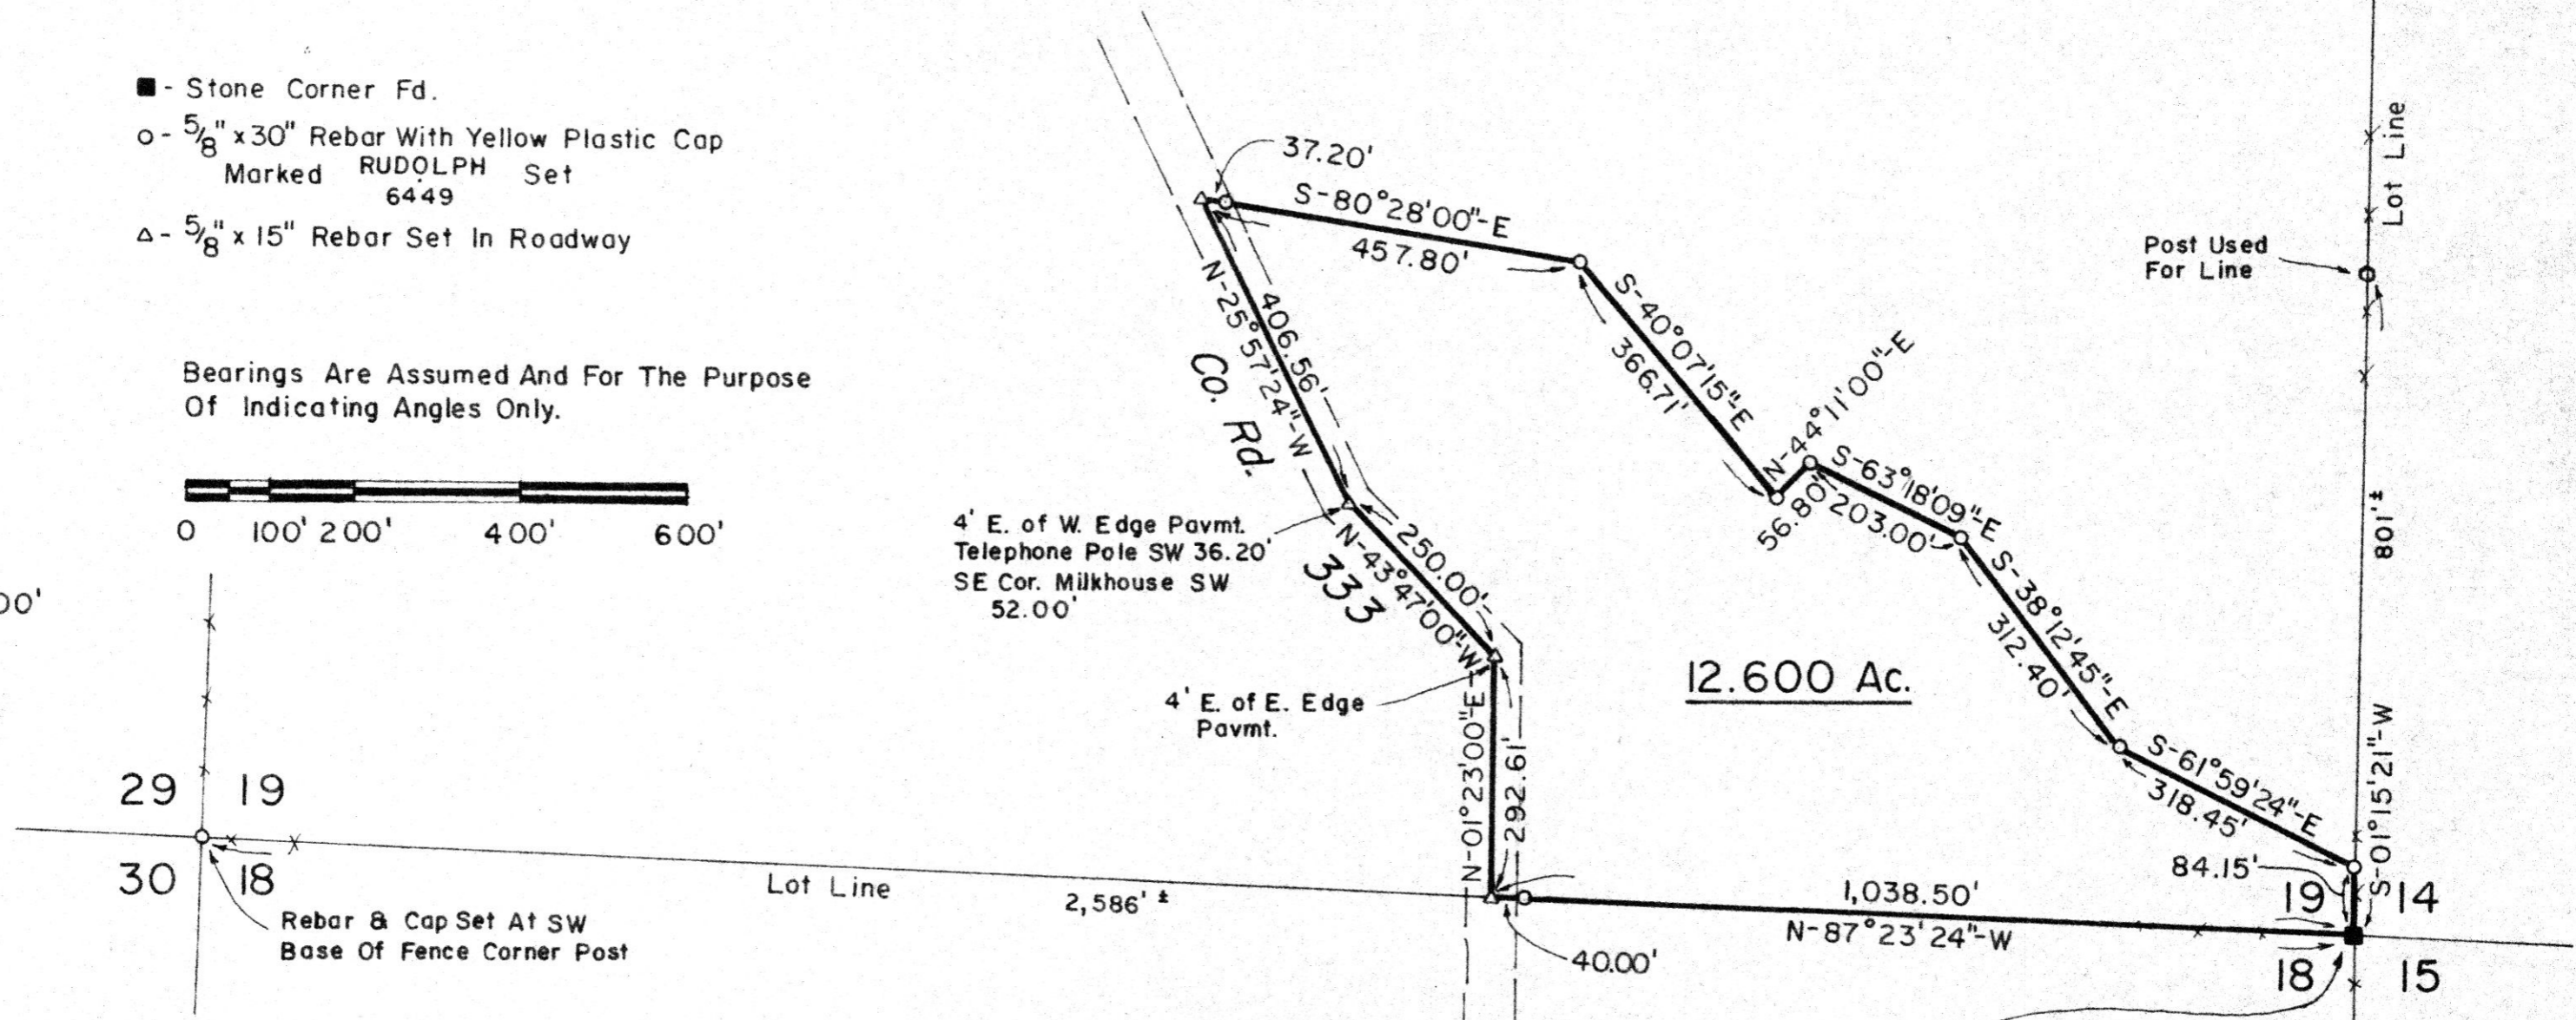 ■ - Stone Corner Fd.
o - 5/8" x 30" Rebar With Yellow Plastic Cap
Marked RUDOLPH Set
6449
△ - 5/8" x 15" Rebar Set In Roadway
Bearings Are Assumed And For The Purpose
Of Indicating Angles Only.
0 100' 200' 400' 600'
00'
37.20'
S-80°28'00"-E
457.80'
N-25°57'24"-W
406.56'
Co. Rd.
333
S-40°07'15"-E
366.71'
N-44°11'00"-E
56.80'
S-63°18'09"-E
203.00'
S-38°12'45"-E
312.40'
S-61°59'24"-E
318.45'
84.15'
Post Used
For Line
Lot Line
801'±
S-01°15'21"-W
4' E. of W. Edge Pavmt.
Telephone Pole SW 36.20'
SE Cor. Milkhouse SW
52.00'
N-43°47'00"-W
250.00'
4' E. of E. Edge
Pavmt.
N-01°23'00"-E
292.61'
12.600 Ac.
29 19
30 18
Rebar & Cap Set At SW
Base Of Fence Corner Post
Lot Line
2,586' ±
40.00'
1,038.50'
N-87°23'24"-W
19 14
18 15